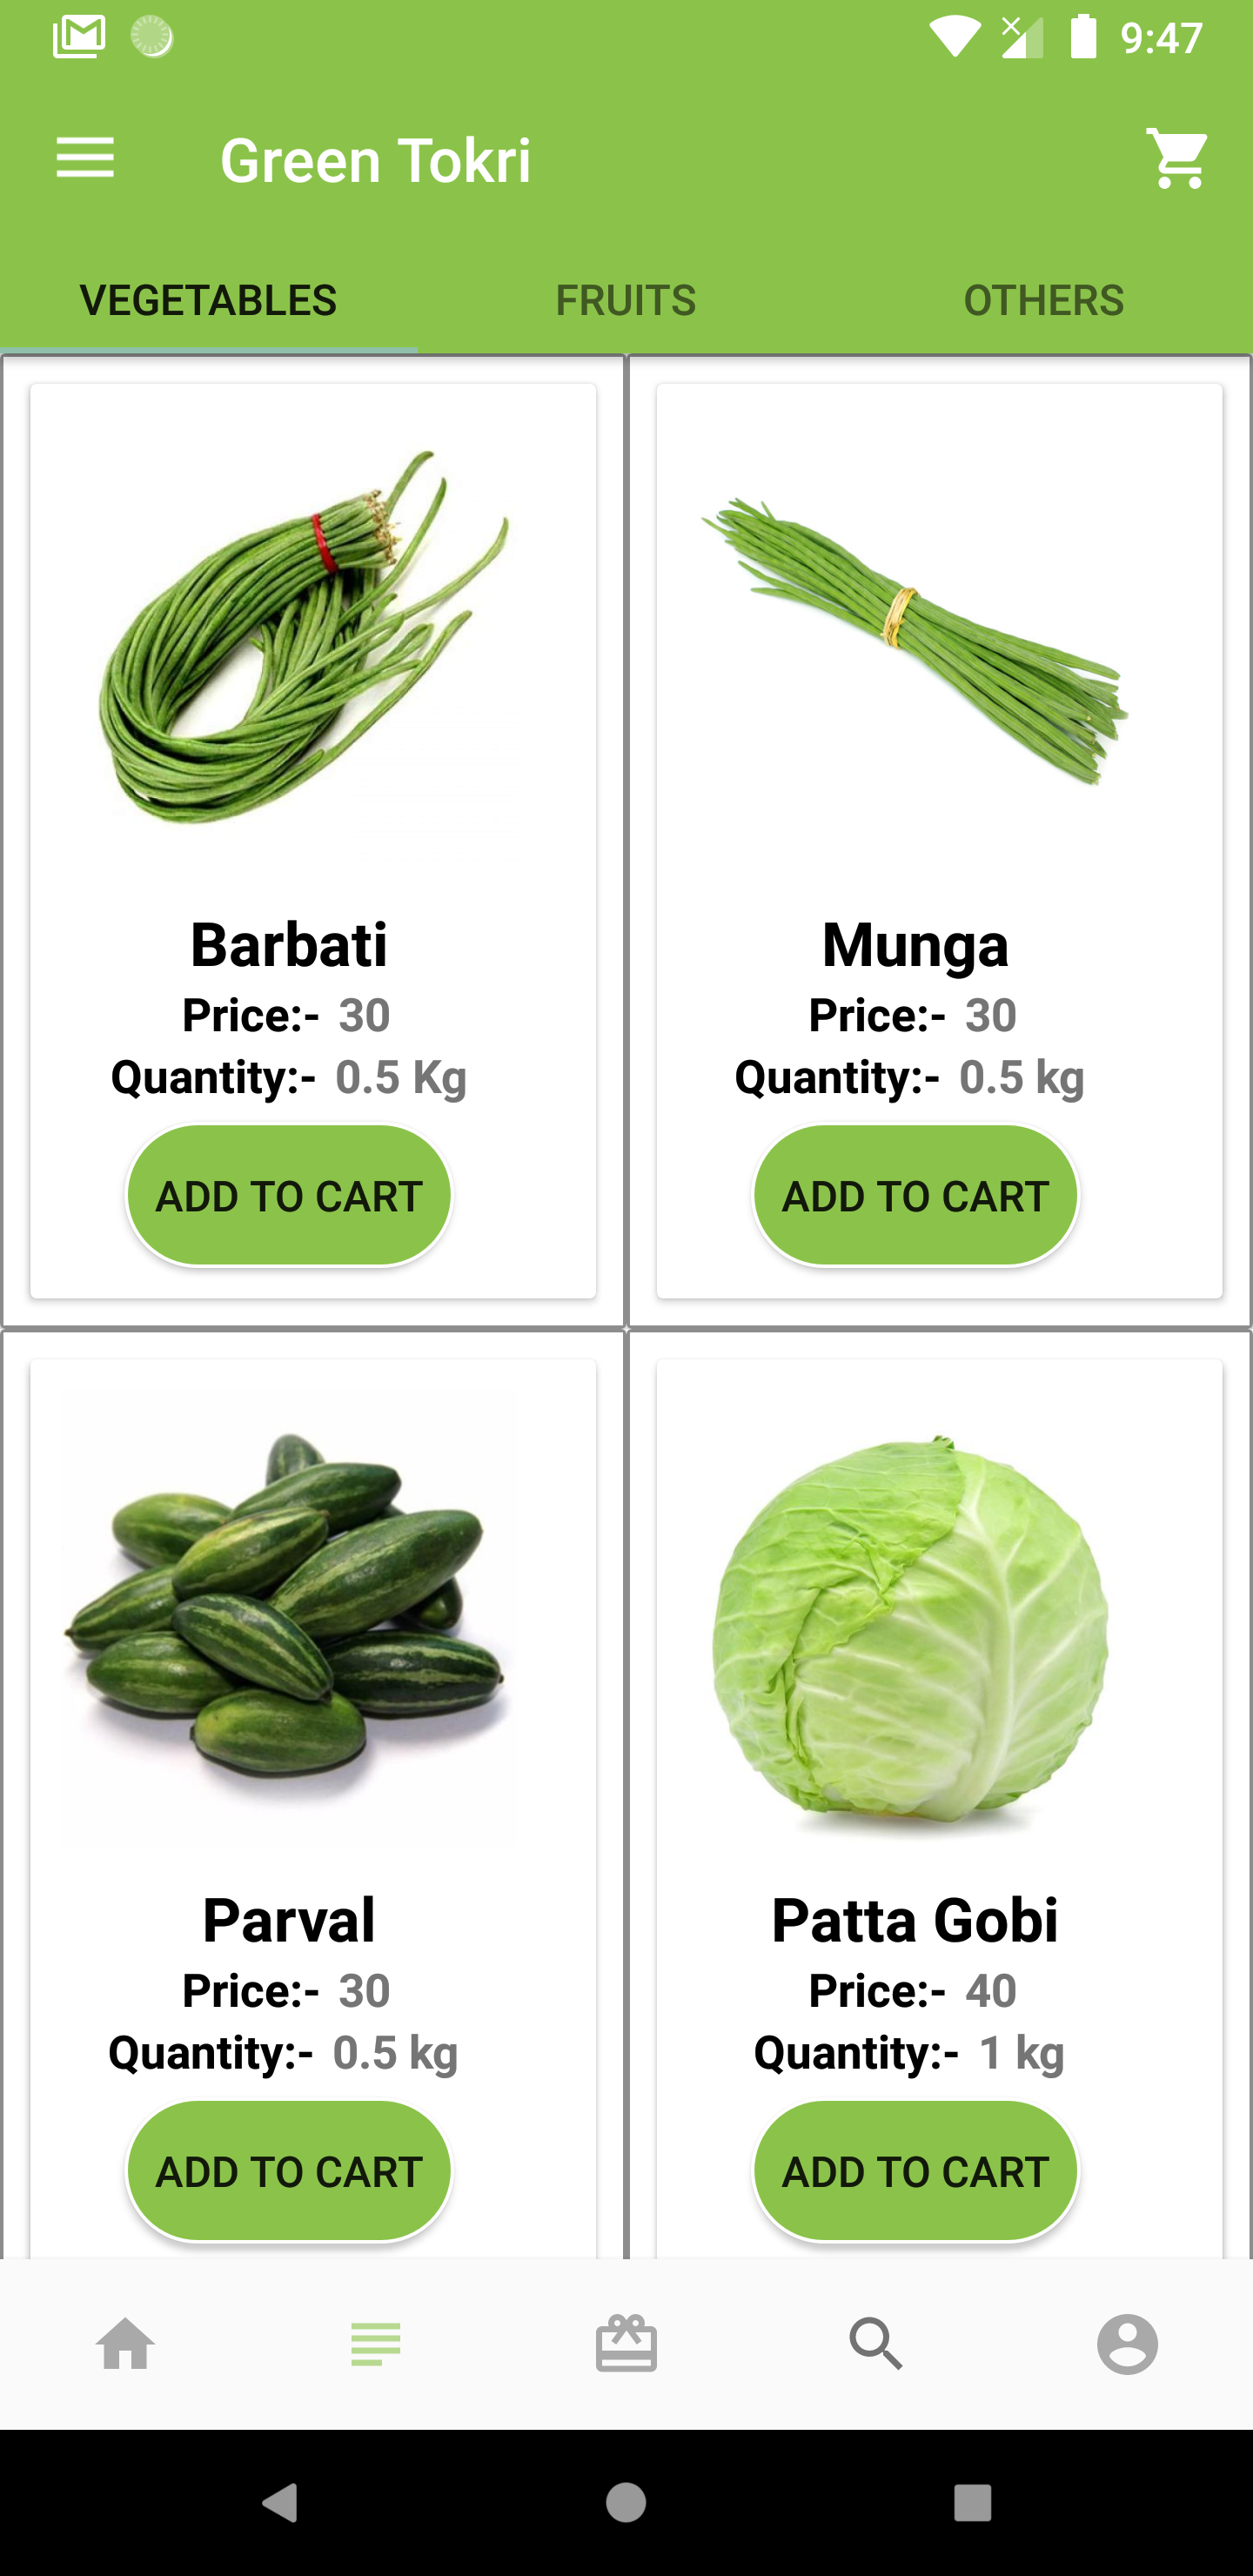 9:47
Green Tokri
VEGETABLES FRUITS OTHERS
Barbati
Price:- 30
Quantity:- 0.5 Kg
ADD TO CART
Munga
Price:- 30
Quantity:- 0.5 kg
ADD TO CART
Parval
Price:- 30
Quantity:- 0.5 kg
ADD TO CART
Patta Gobi
Price:- 40
Quantity:- 1 kg
ADD TO CART